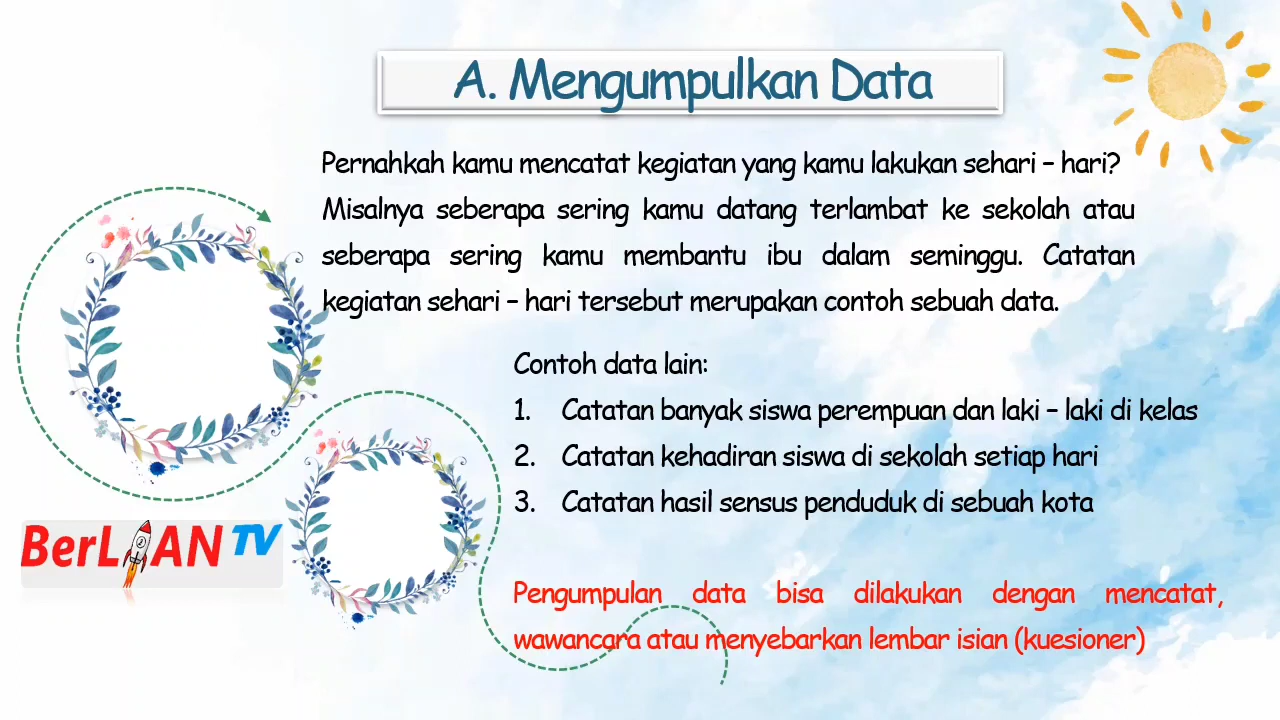 A. Mengumpulkan Data
Pernahkah kamu mencatat kegiatan yang kamu lakukan sehari – hari?
Misalnya seberapa sering kamu datang terlambat ke sekolah atau
seberapa sering kamu membantu ibu dalam seminggu. Catatan
kegiatan sehari – hari tersebut merupakan contoh sebuah data.
Contoh data lain:
1. Catatan banyak siswa perempuan dan laki – laki di kelas
2. Catatan kehadiran siswa di sekolah setiap hari
3. Catatan hasil sensus penduduk di sebuah kota
BerLIAN TV
Pengumpulan data bisa dilakukan dengan mencatat,
wawancara atau menyebarkan lembar isian (kuesioner)